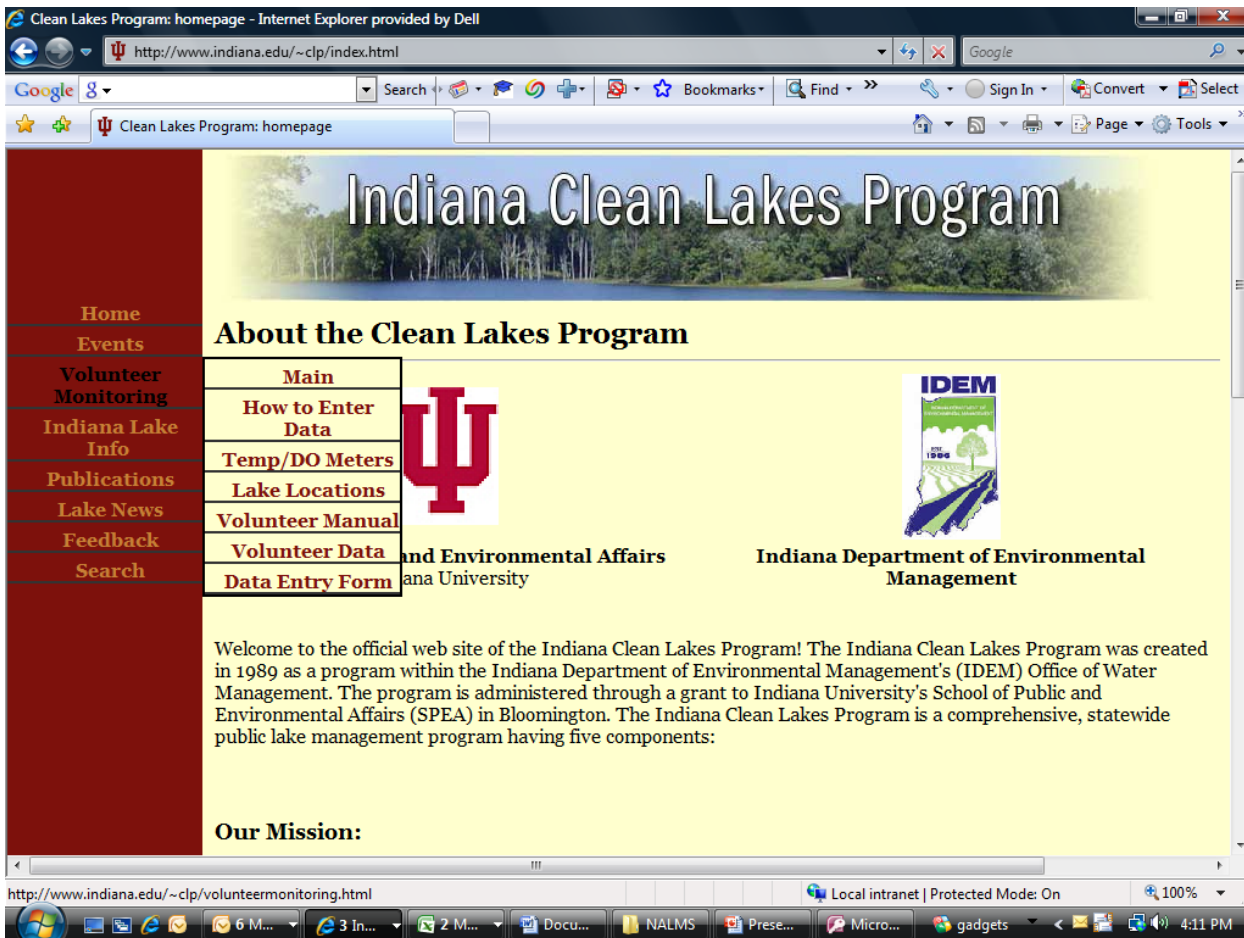 Clean Lakes Program: homepage - Internet Explorer provided by Dell
http://www.indiana.edu/~clp/index.html
Google
Google
Search
Bookmarks
Find
Sign In
Convert
Select
Clean Lakes Program: homepage
Page
Tools
Indiana Clean Lakes Program
Home
Events
Volunteer
Monitoring
Indiana Lake
Info
Publications
Lake News
Feedback
Search
About the Clean Lakes Program
Main
How to Enter
Data
Temp/DO Meters
Lake Locations
Volunteer Manual
Volunteer Data
Data Entry Form
and Environmental Affairs
ana University
IDEM
1986
Indiana Department of Environmental
Management
Welcome to the official web site of the Indiana Clean Lakes Program! The Indiana Clean Lakes Program was created
in 1989 as a program within the Indiana Department of Environmental Management's (IDEM) Office of Water
Management. The program is administered through a grant to Indiana University's School of Public and
Environmental Affairs (SPEA) in Bloomington. The Indiana Clean Lakes Program is a comprehensive, statewide
public lake management program having five components:
Our Mission:
http://www.indiana.edu/~clp/volunteermonitoring.html
Local intranet | Protected Mode: On
100%
6 M...
3 In...
2 M...
Docu...
NALMS
Prese...
Micro...
gadgets
4:11 PM